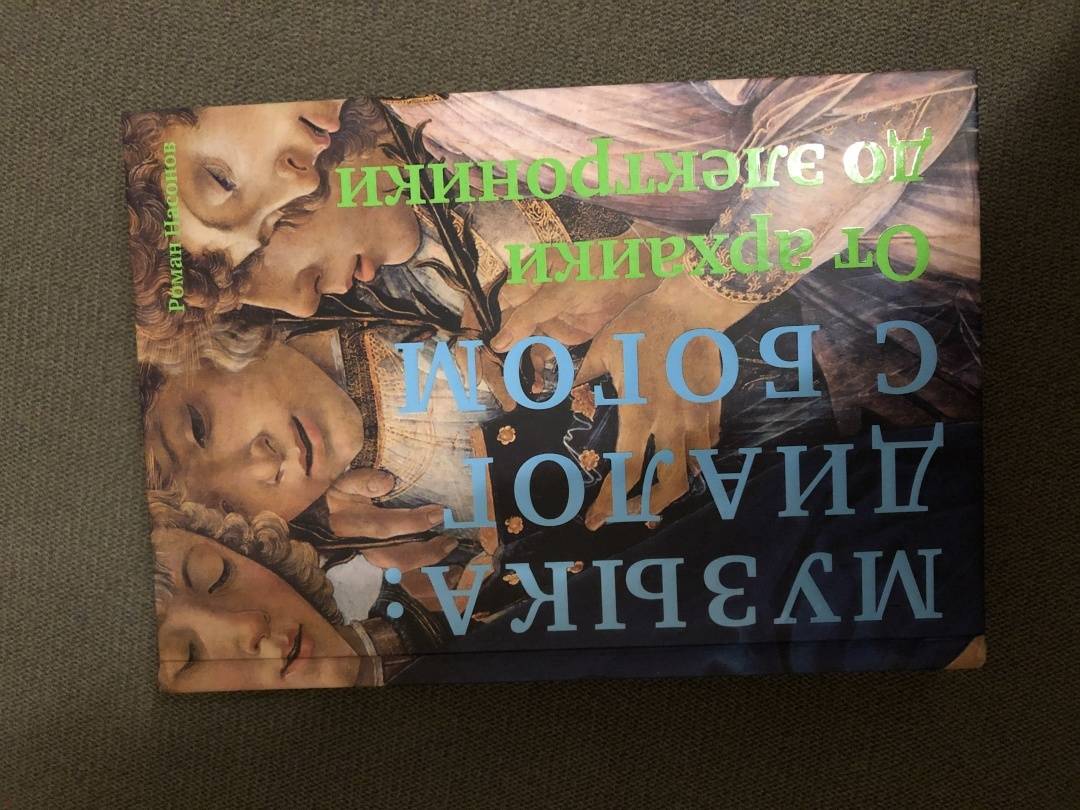 Роман Насонов
МУЗЫКА:
ДИАЛОГ
С БОГОМ
От архаики
до электроники